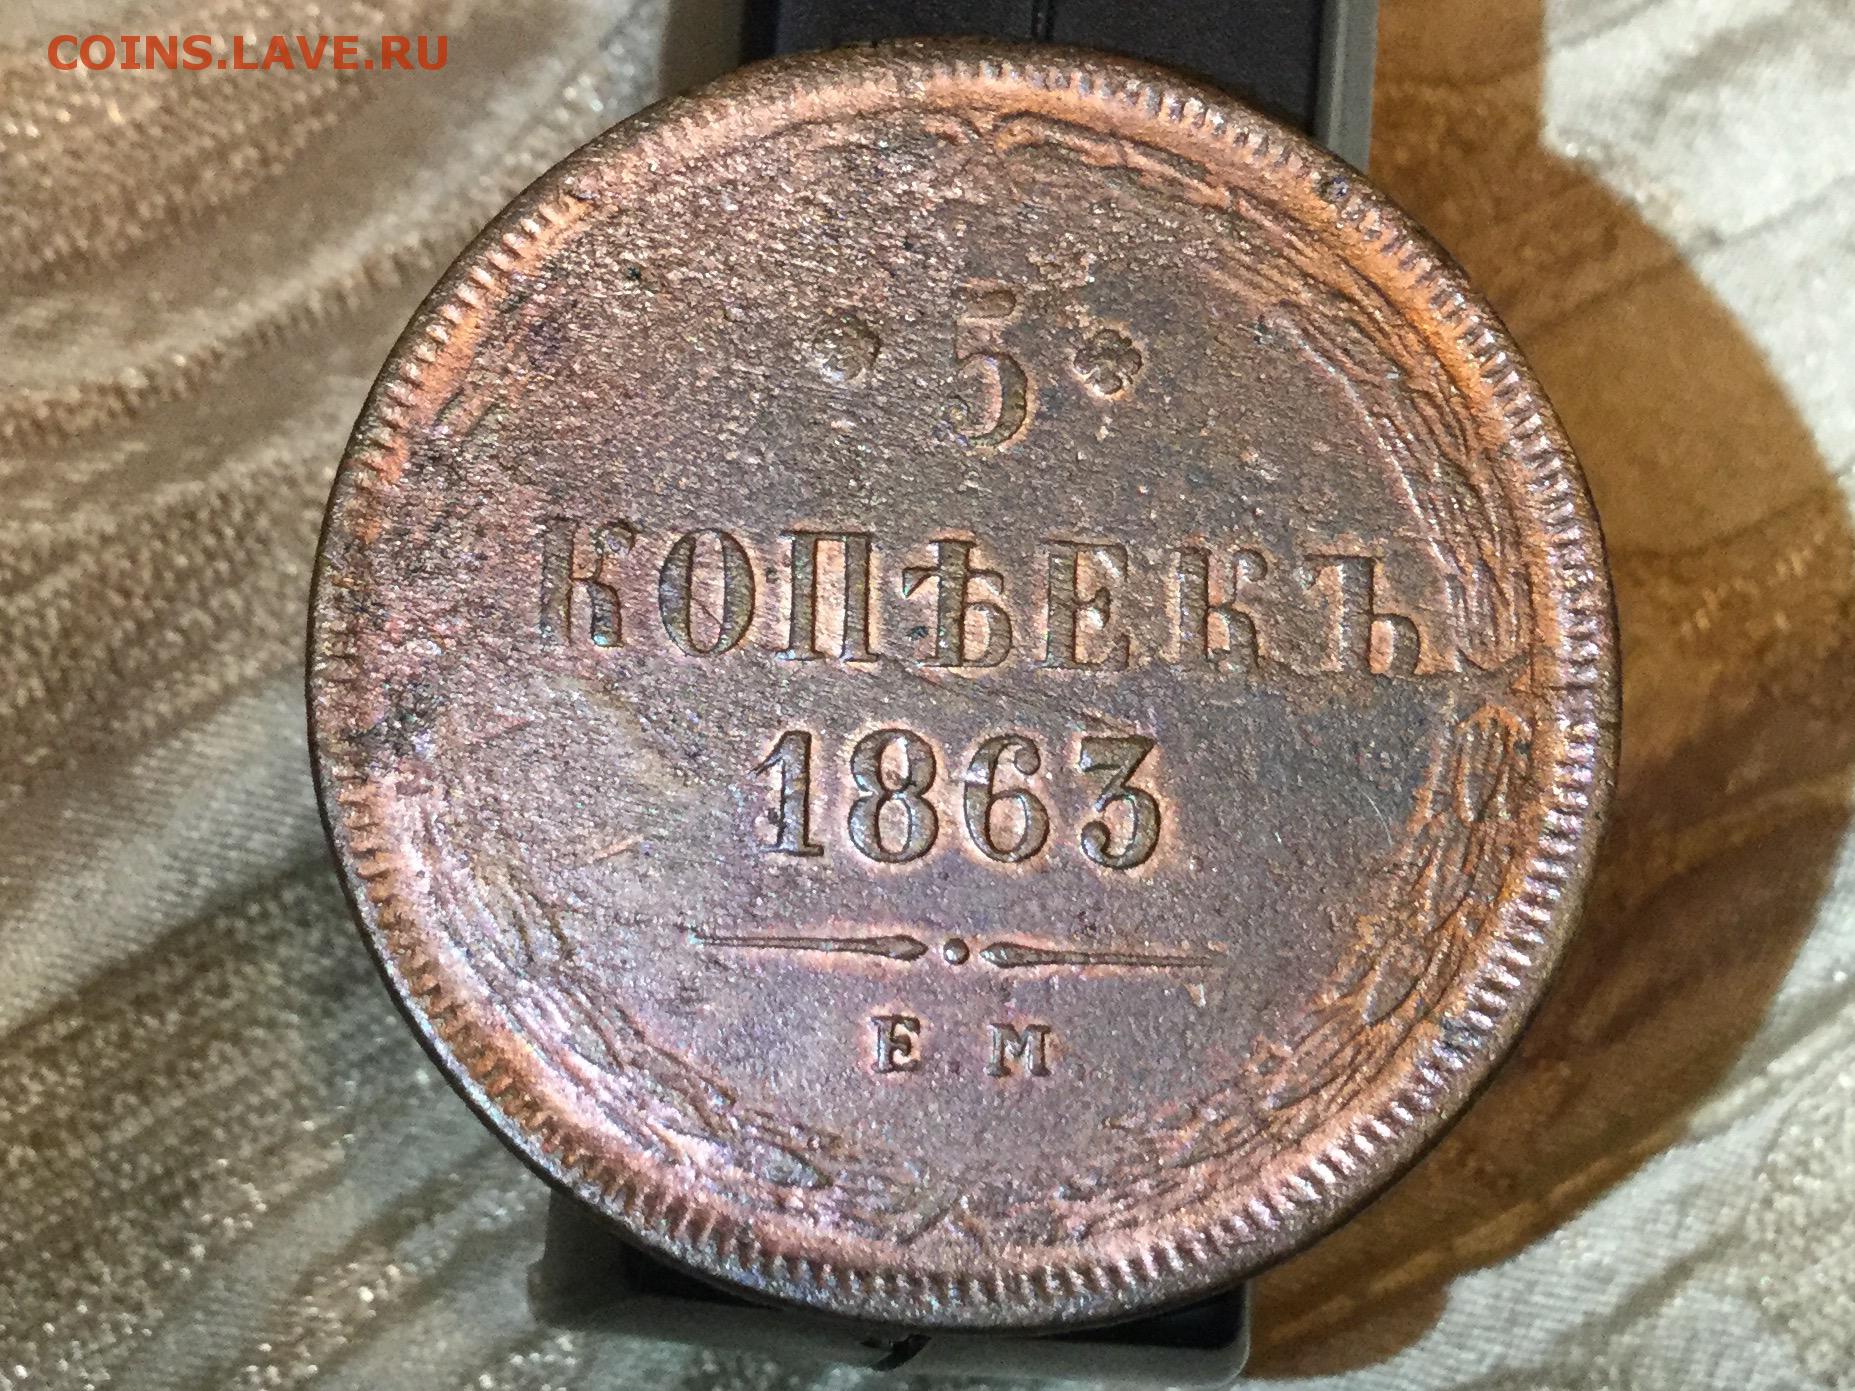 COINS.LAVE.RU
5
КОПѢЕКЪ
1863
Е М